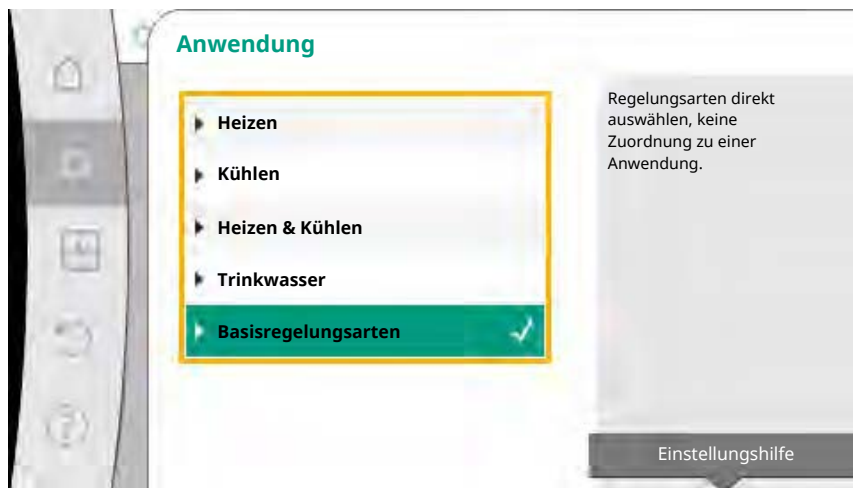 Anwendung
Heizen
Kühlen
Heizen & Kühlen
Trinkwasser
Basisregelungsarten
Regelungsarten direkt
auswählen, keine
Zuordnung zu einer
Anwendung.
Einstellungshilfe